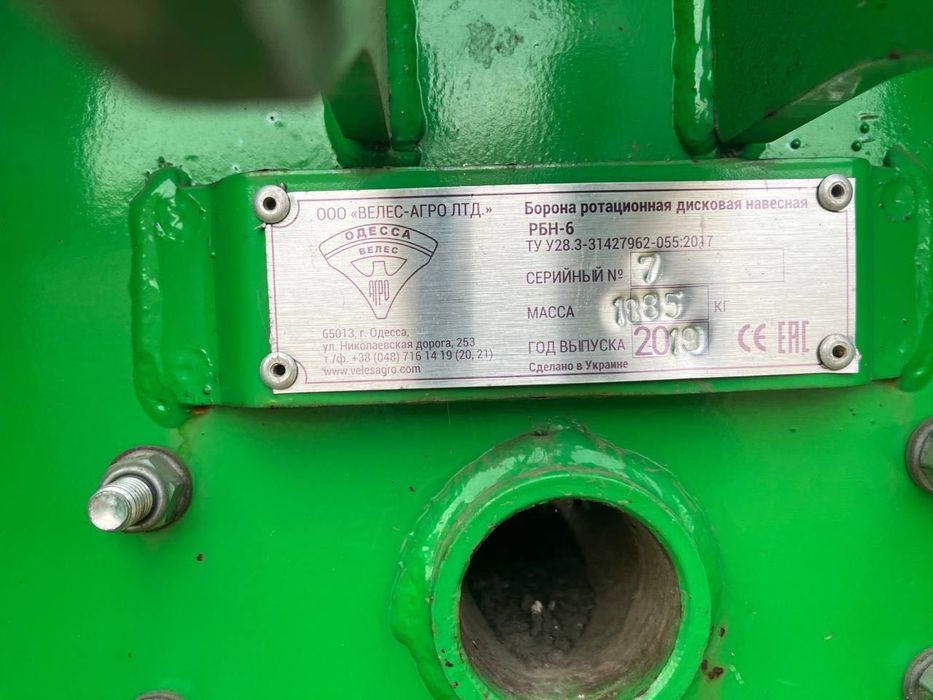 ООО «ВЕЛЕС-АГРО ЛТД.»
ОДЕССА
ВЕЛЕС
АГРО
65013, г. Одесса,
ул. Николаевская дорога, 253
т./ф. +38 (048) 716 14 19 (20, 21)
www.velesagro.com
Борона ротационная дисковая навесная
РБН-6
ТУ У28.3-31427962-055:2017
СЕРИЙНЫЙ № 7
МАССА 1885 КГ
ГОД ВЫПУСКА 2019
CE EAC
Сделано в Украине